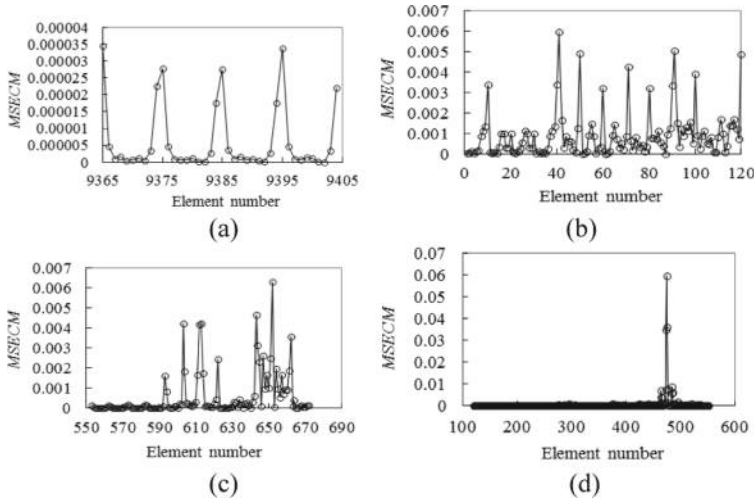 0.00004
0.000035
0.00003
0.000025
0.00002
0.000015
0.00001
0.000005
0
MSECM
9365 9375 9385 9395 9405
Element number
(a)
0.007
0.006
0.005
0.004
0.003
0.002
0.001
0
MSECM
0 20 40 60 80 100 120
Element number
(b)
0.007
0.006
0.005
0.004
0.003
0.002
0.001
0
MSECM
550 570 590 610 630 650 670 690
Element number
(c)
0.07
0.06
0.05
0.04
0.03
0.02
0.01
0
MSECM
100 200 300 400 500 600
Element number
(d)